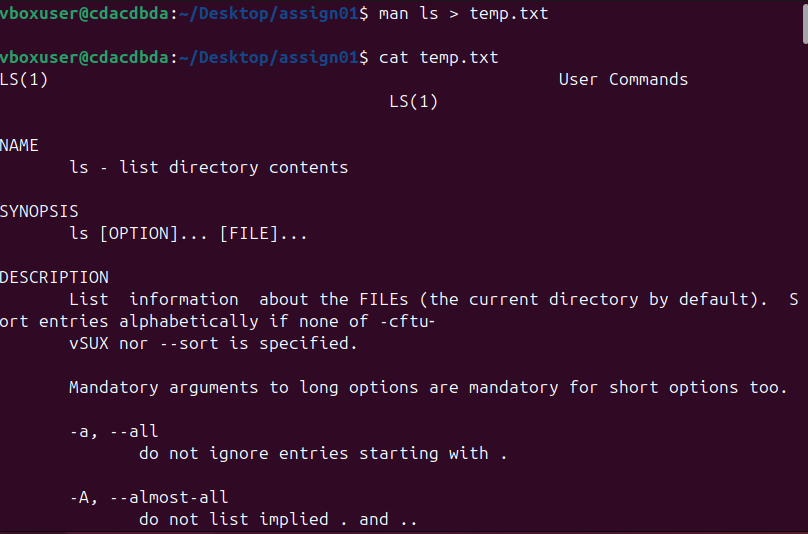 vboxuser@cdacdbda:~/Desktop/assign01$ man ls > temp.txt
vboxuser@cdacdbda:~/Desktop/assign01$ cat temp.txt
LS(1)                                                   User Commands
                                       LS(1)
NAME
       ls - list directory contents
SYNOPSIS
       ls [OPTION]... [FILE]...
DESCRIPTION
       List  information  about the FILEs (the current directory by default).  S
ort entries alphabetically if none of -cftu-
       vSUX nor --sort is specified.
       Mandatory arguments to long options are mandatory for short options too.
       -a, --all
              do not ignore entries starting with .
       -A, --almost-all
              do not list implied . and ..